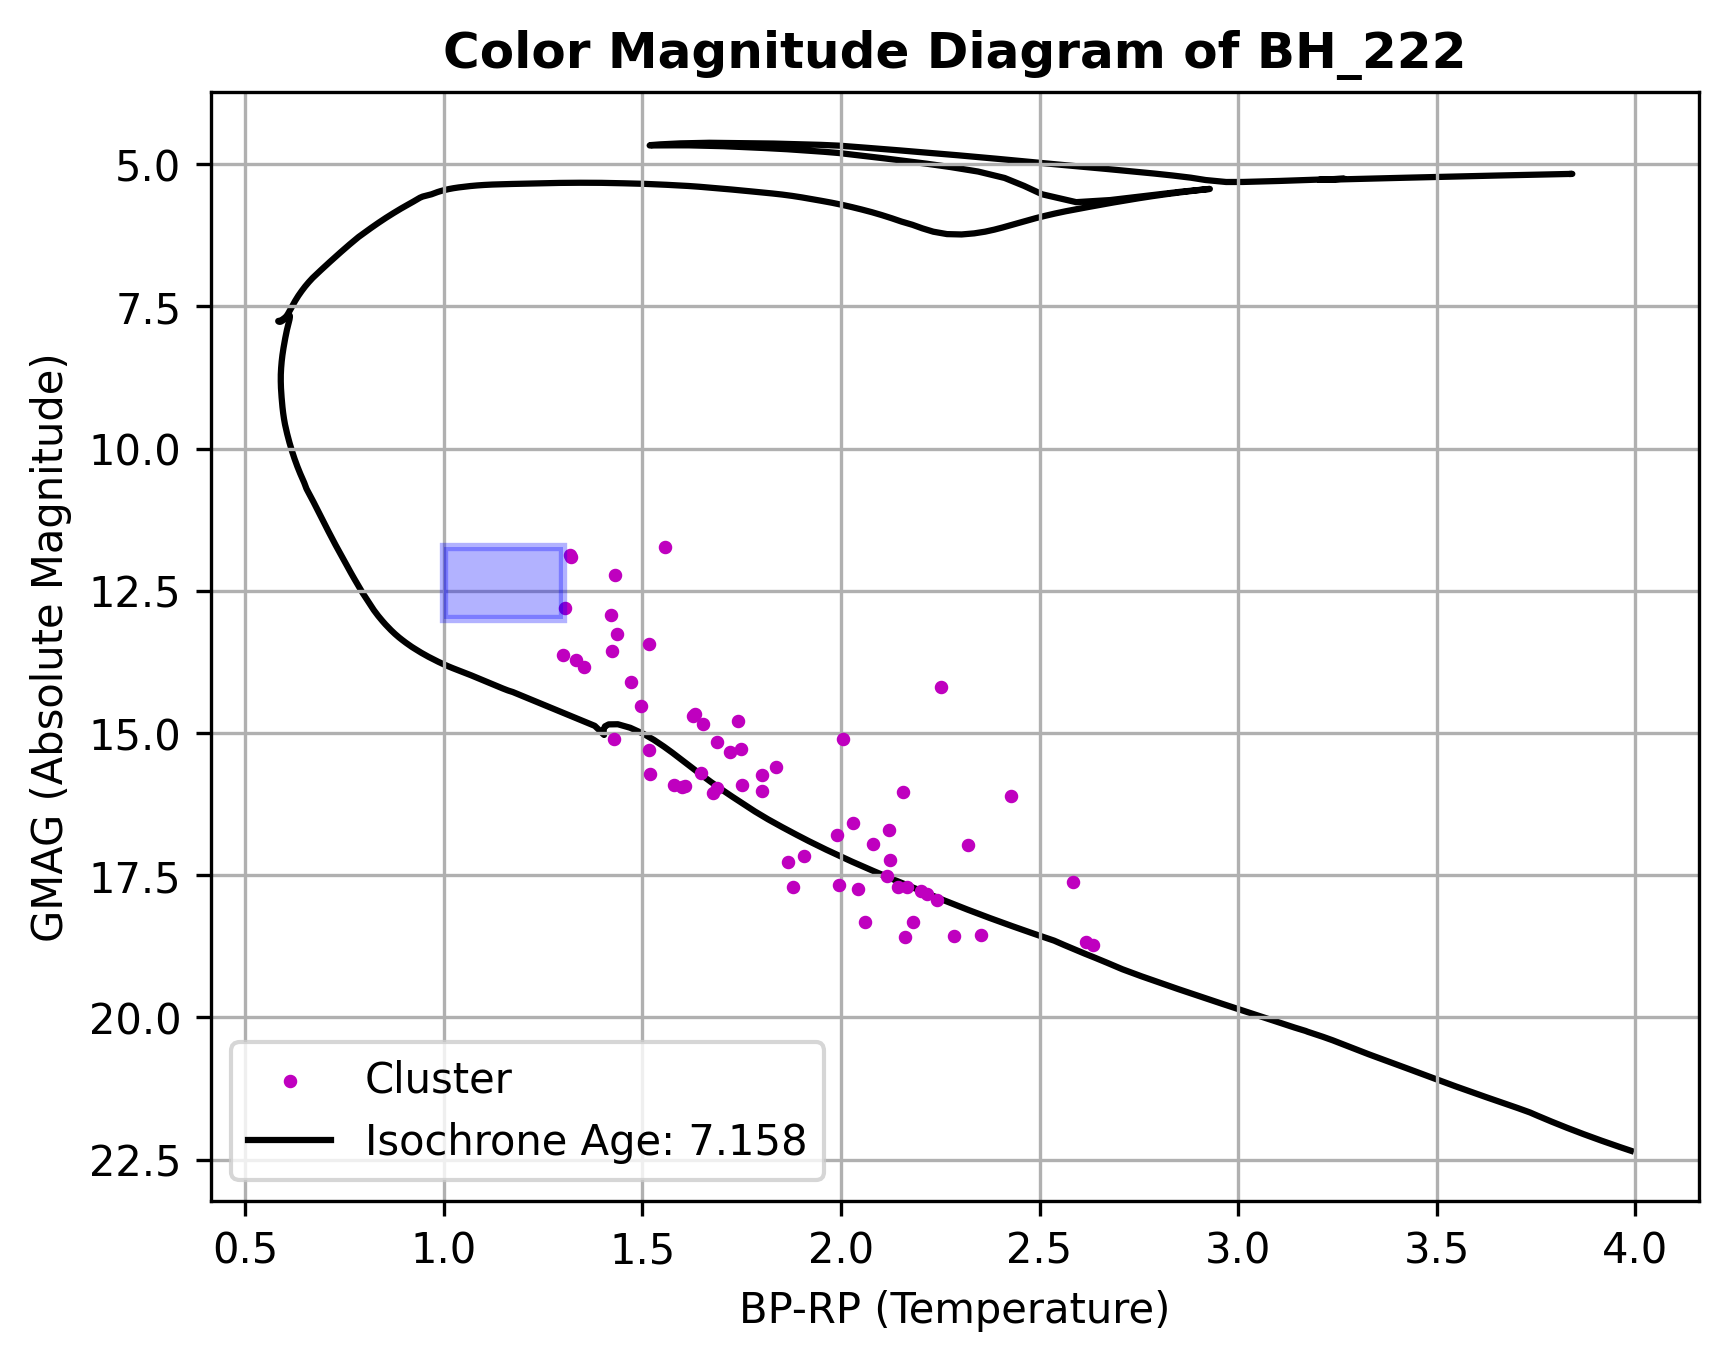 Color Magnitude Diagram of BH_222
GMAG (Absolute Magnitude)
5.0
7.5
10.0
12.5
15.0
17.5
20.0
22.5
Cluster
Isochrone Age: 7.158
0.5 1.0 1.5 2.0 2.5 3.0 3.5 4.0
BP-RP (Temperature)